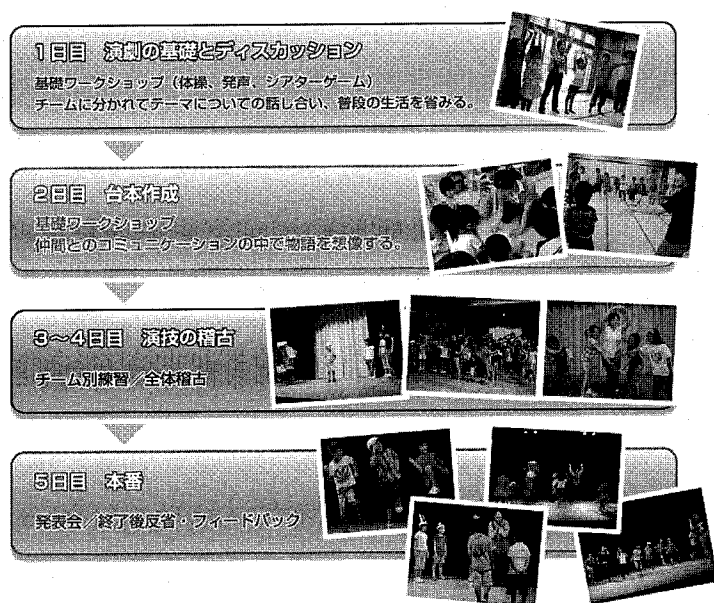 1日目 演劇の基礎とディスカッション
基礎ワークショップ（体操、発声、シアターゲーム）
チームに分かれてテーマについての話し合い、普段の生活を省みる。
2日目 台本作成
基礎ワークショップ
仲間とのコミュニケーションの中で物語を想像する。
3〜4日目 演技の稽古
チーム別練習／全体稽古
5日目 本番
発表会／終了後反省・フィードバック